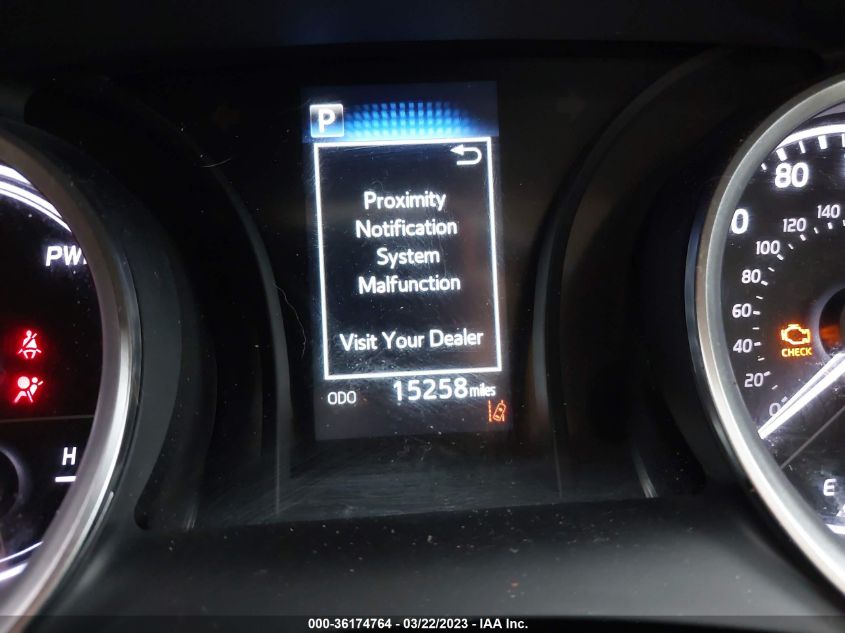 P
Proximity
Notification
System
Malfunction
Visit Your Dealer
ODO 15258 miles
H
80
0
140
120
100
80
60
40
20
0
CHECK
E
000-36174764 - 03/22/2023 - IAA Inc.